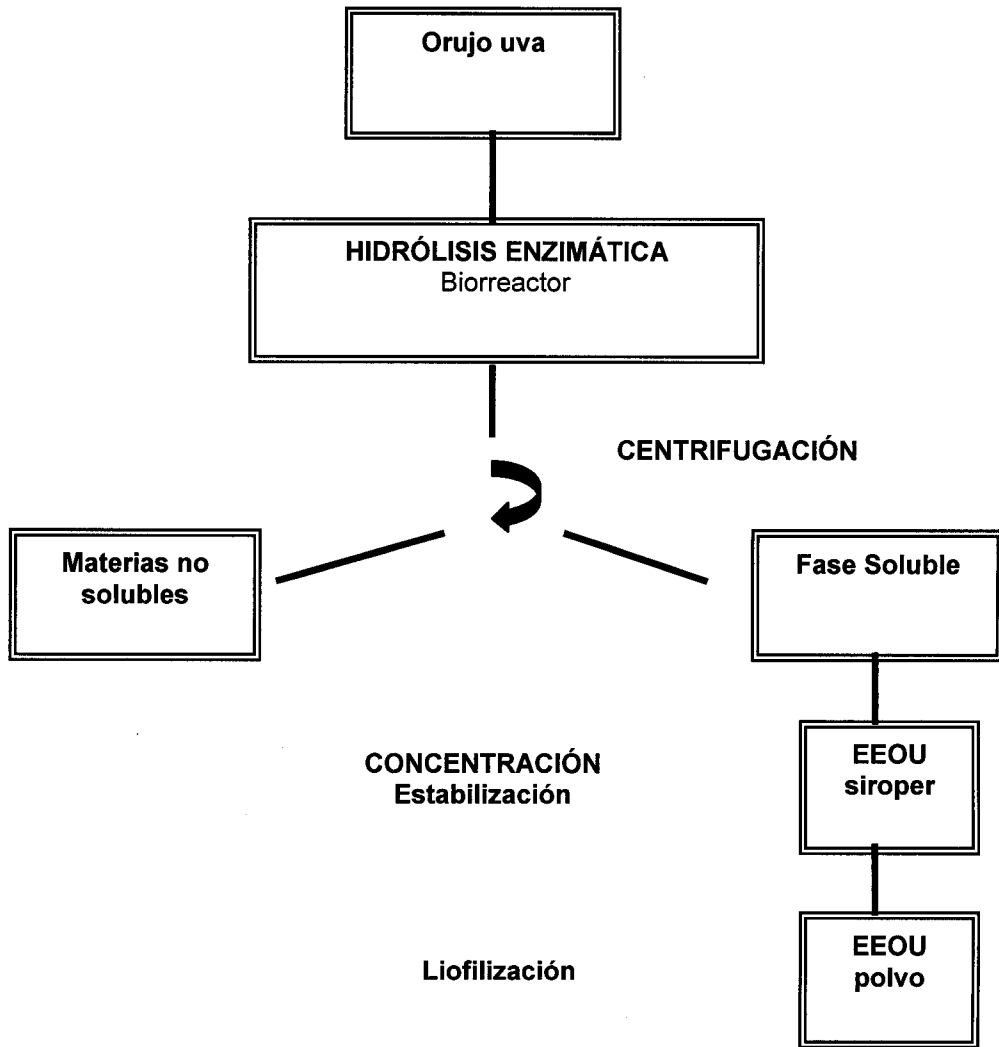 Orujo uva
HIDRÓLISIS ENZIMÁTICA
Biorreactor
CENTRIFUGACIÓN
Materias no
solubles
Fase Soluble
CONCENTRACIÓN
Estabilización
EEOU
siroper
Liofilización
EEOU
polvo